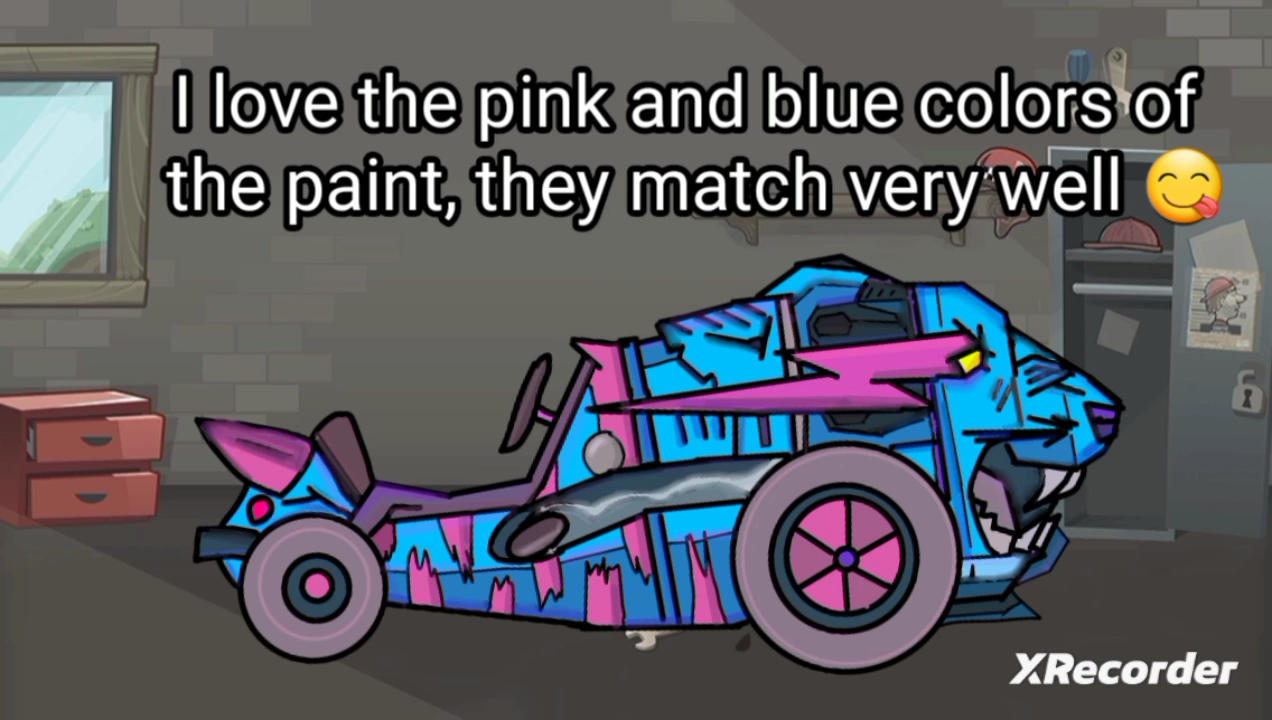 I love the pink and blue colors of
the paint, they match very well 😋
XRecorder